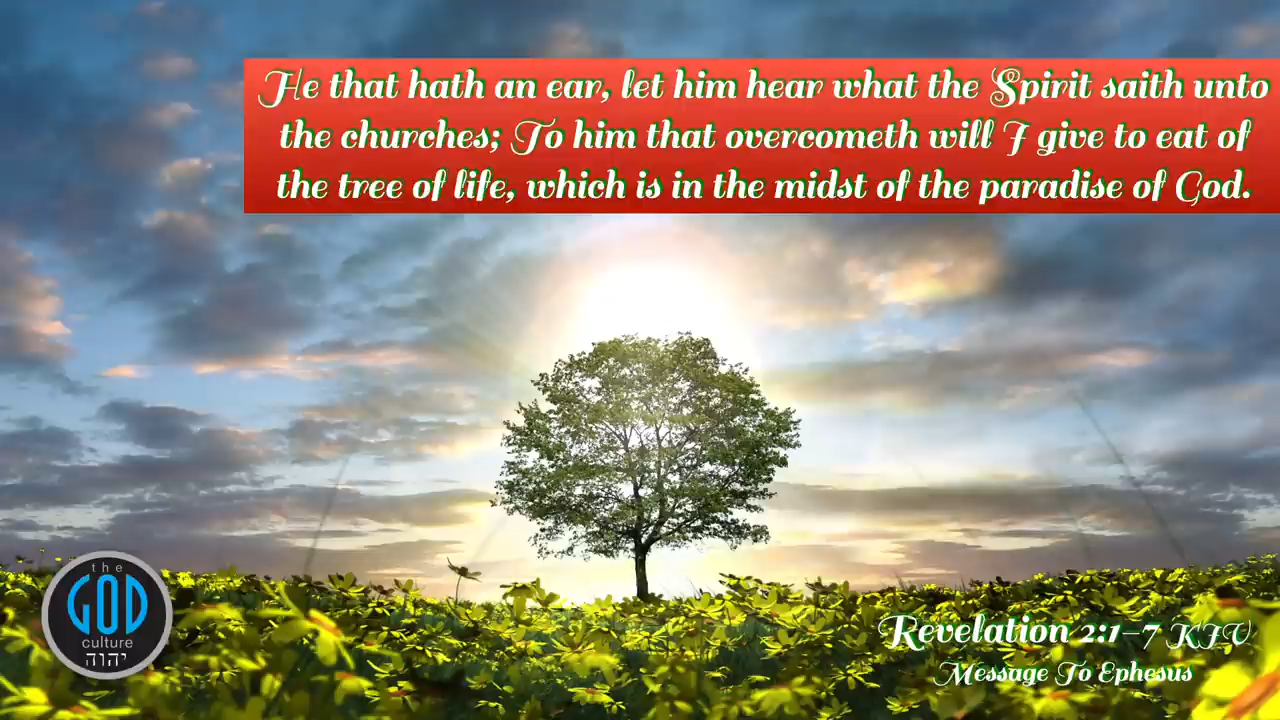 He that hath an ear, let him hear what the Spirit saith unto
the churches; To him that overcometh will I give to eat of
the tree of life, which is in the midst of the paradise of God.
the
GOD
culture
יהוה
Revelation 2:1–7 KJV
Message To Ephesus